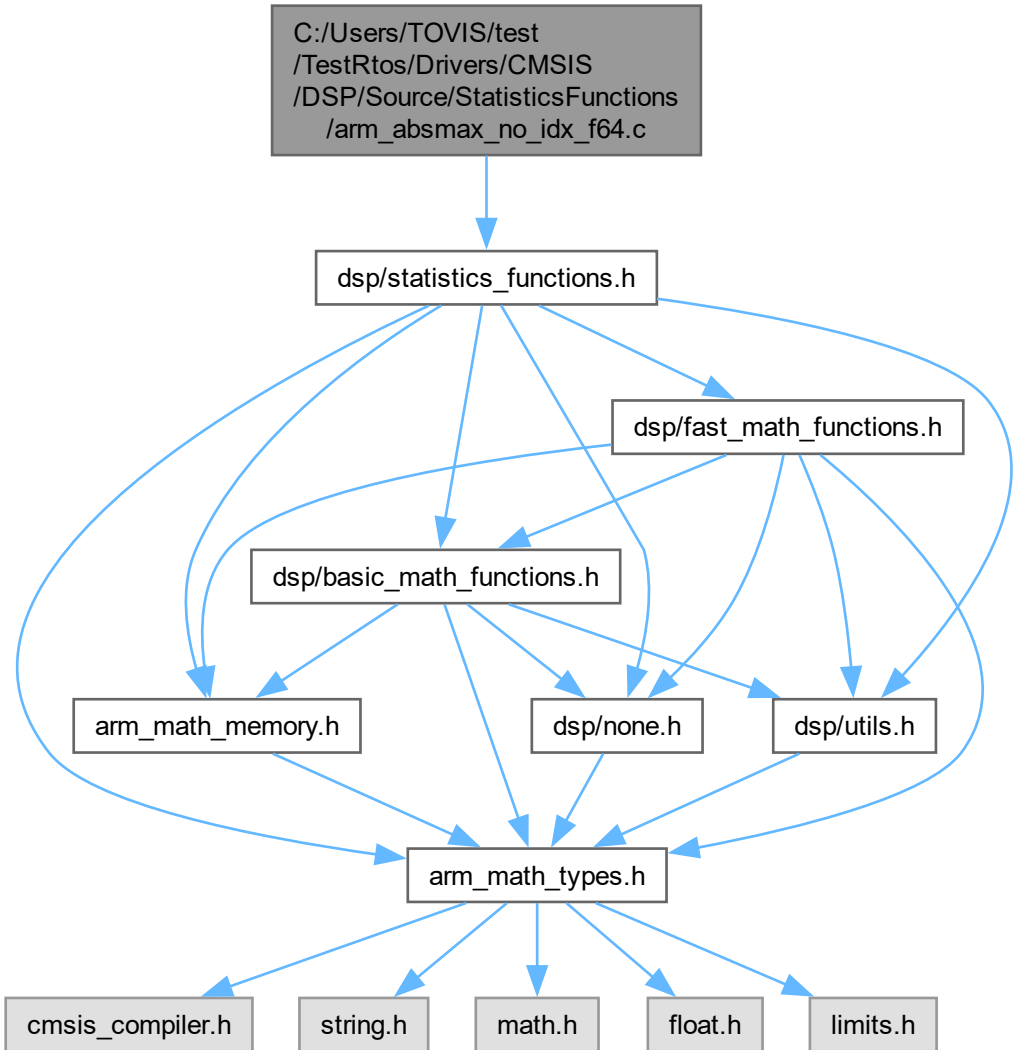 C:/Users/TOVIS/test
/TestRtos/Drivers/CMSIS
/DSP/Source/StatisticsFunctions
/arm_absmax_no_idx_f64.c
dsp/statistics_functions.h
dsp/fast_math_functions.h
dsp/basic_math_functions.h
arm_math_memory.h
dsp/none.h
dsp/utils.h
arm_math_types.h
cmsis_compiler.h
string.h
math.h
float.h
limits.h